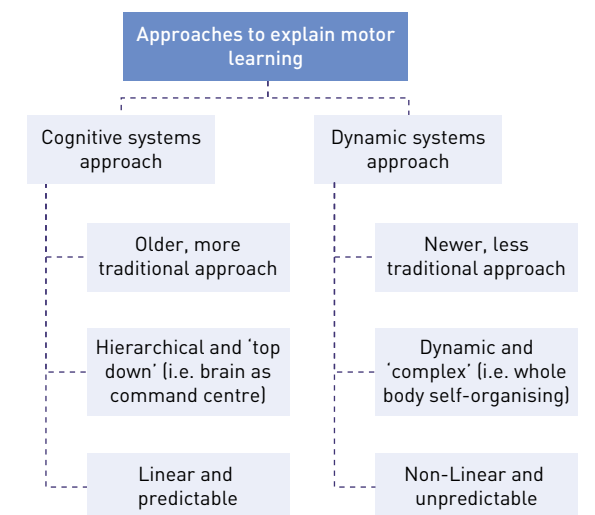 Approaches to explain motor
learning
Cognitive systems
approach
Dynamic systems
approach
Older, more
traditional approach
Newer, less
traditional approach
Hierarchical and ‘top
down’ (i.e. brain as
command centre)
Dynamic and
‘complex’ (i.e. whole
body self-organising)
Linear and
predictable
Non-Linear and
unpredictable